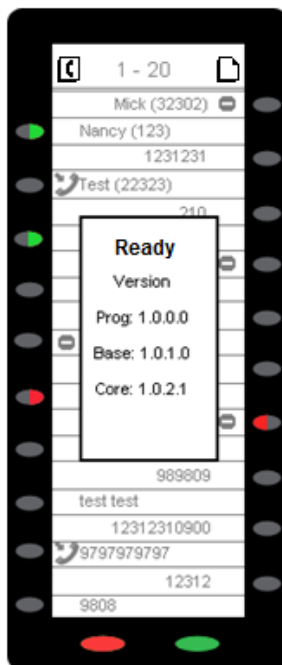 1 - 20
Mick (32302)
Nancy (123)
1231231
Test (22323)
210
Ready
Version
Prog: 1.0.0.0
Base: 1.0.1.0
Core: 1.0.2.1
989809
test test
12312310900
9797979797
12312
9808